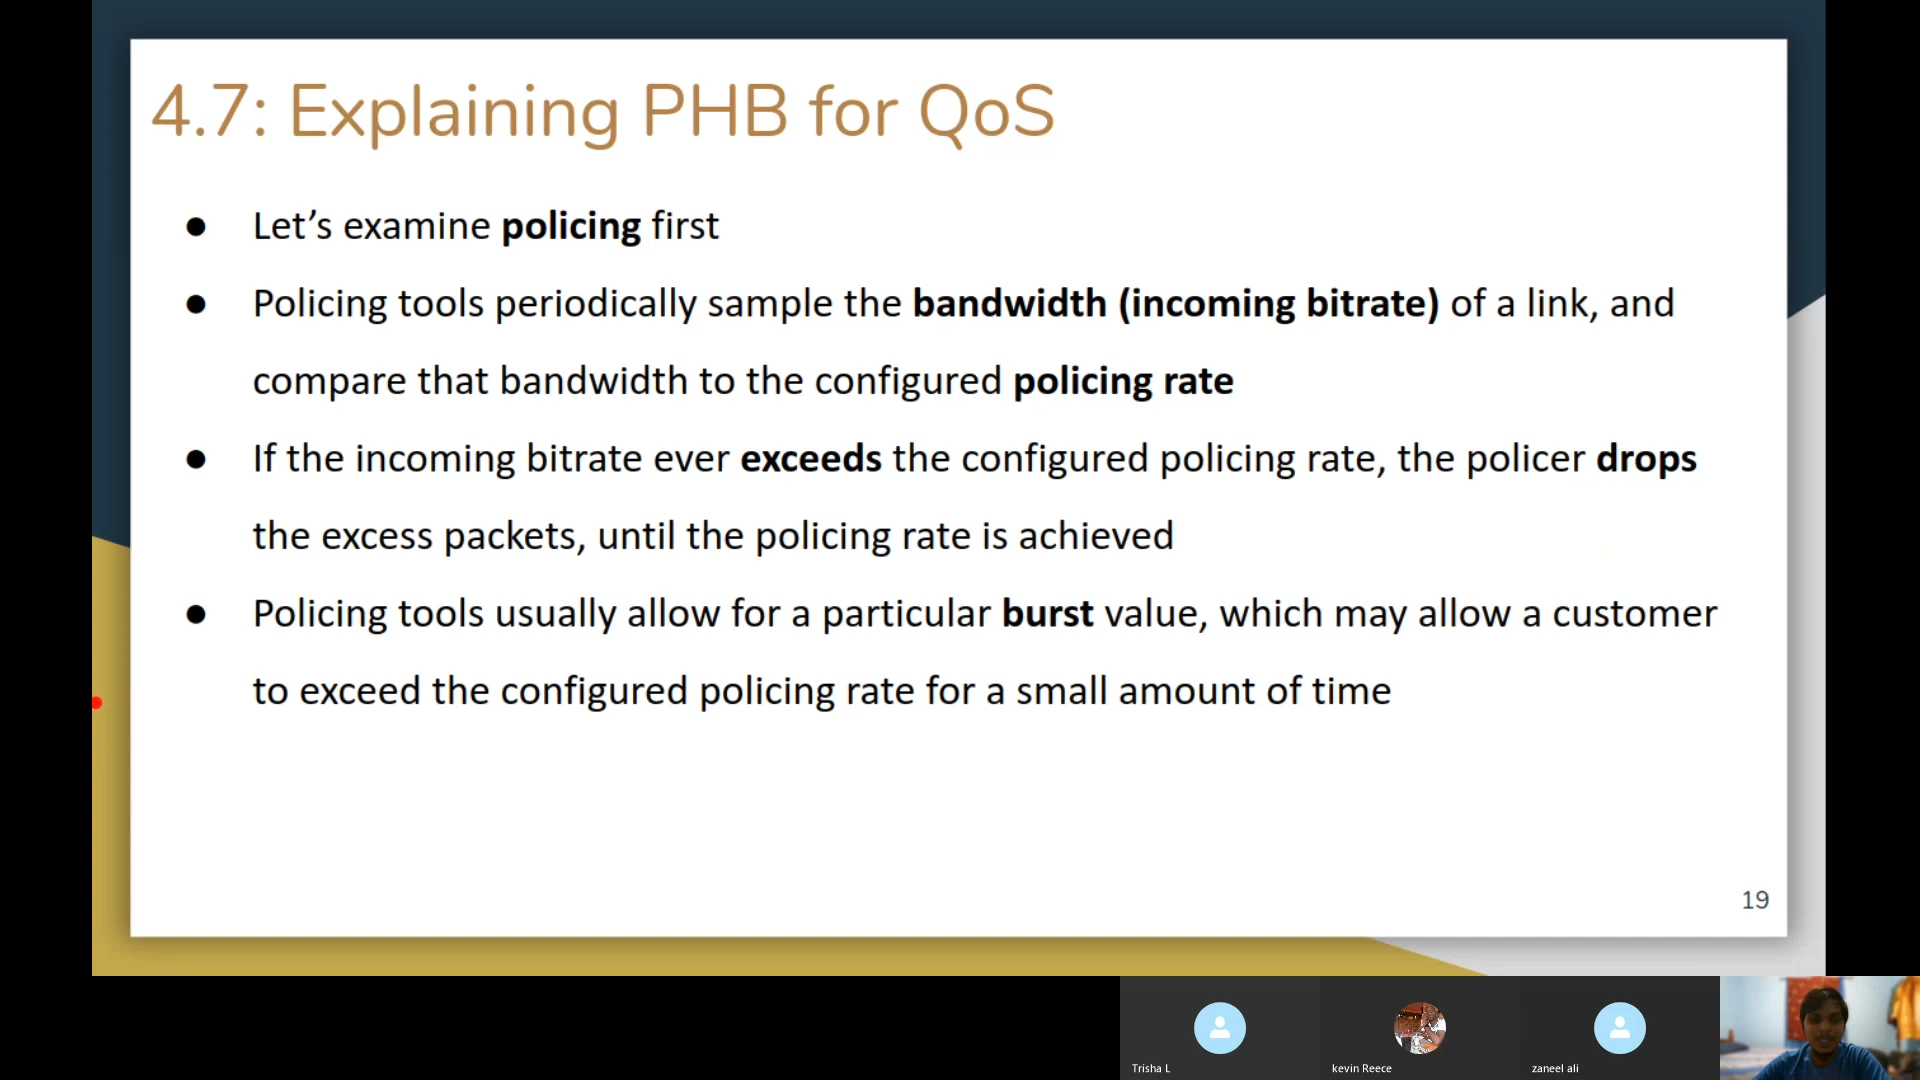 4.7: Explaining PHB for QoS
● Let’s examine policing first
● Policing tools periodically sample the bandwidth (incoming bitrate) of a link, and
compare that bandwidth to the configured policing rate
● If the incoming bitrate ever exceeds the configured policing rate, the policer drops
the excess packets, until the policing rate is achieved
● Policing tools usually allow for a particular burst value, which may allow a customer
to exceed the configured policing rate for a small amount of time
19
Trisha L
kevin Reece
zaneel ali